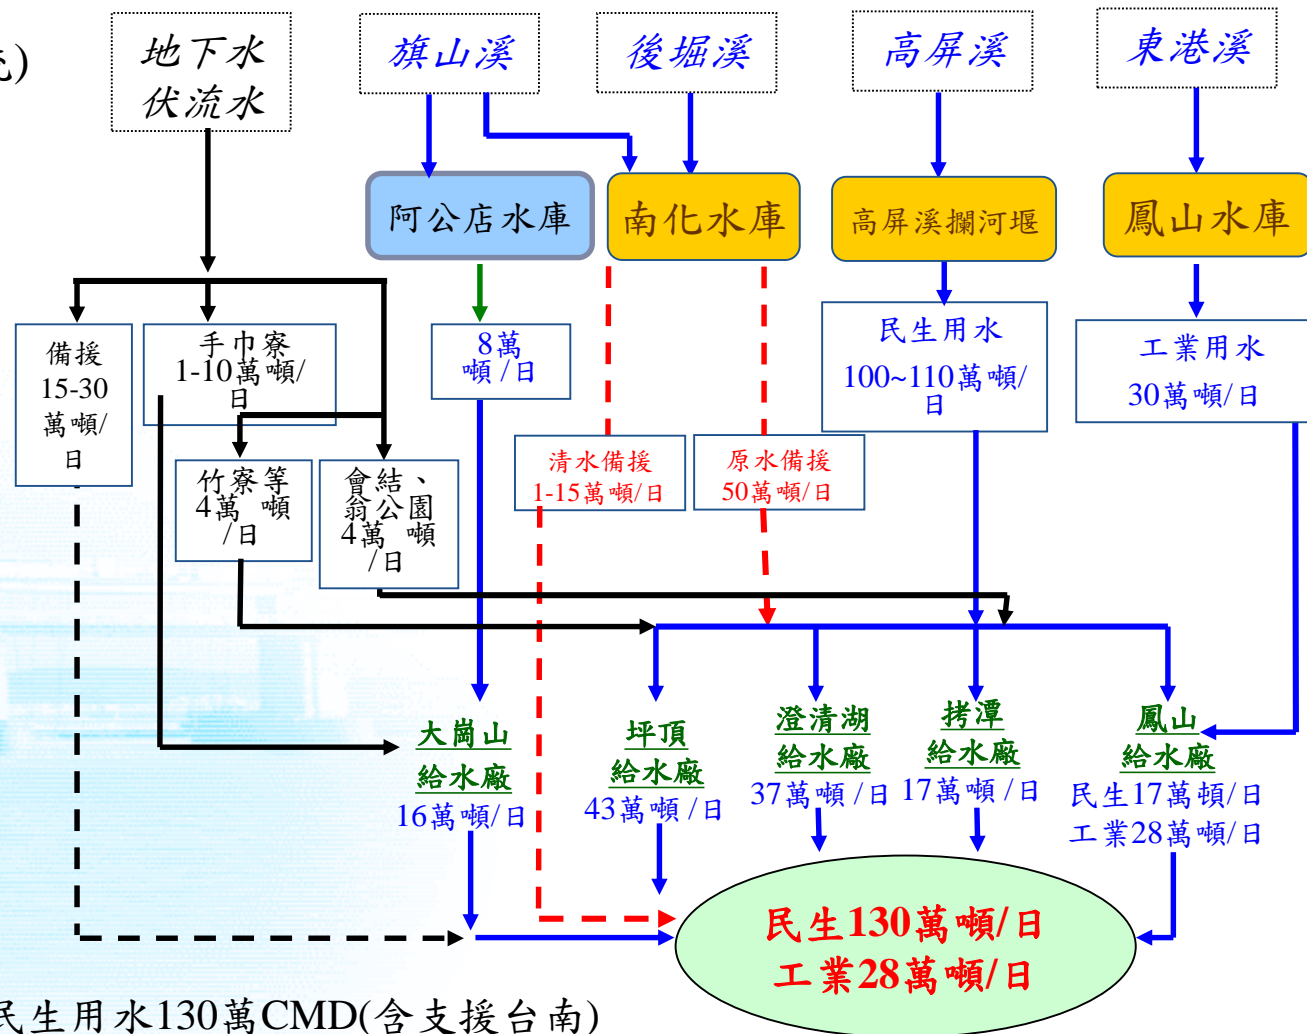 地下水
伏流水
旗山溪
後堀溪
高屏溪
東港溪
阿公店水庫
南化水庫
高屏溪攔河堰
鳳山水庫
備援
15-30
萬噸/
日
手巾寮
1-10萬噸/
日
8萬
噸/日
民生用水
100~110萬噸/
日
工業用水
30萬噸/日
竹寮等
4萬 噸
/日
會結、
翁公園
4萬 噸
/日
清水備援
1-15萬噸/日
原水備援
50萬噸/日
大崗山
給水廠
16萬噸/日
坪頂
給水廠
43萬噸/日
澄清湖
給水廠
37萬噸/日
拷潭
給水廠
17萬噸/日
鳳山
給水廠
民生17萬頓/日
工業28萬噸/日
民生130萬噸/日
工業28萬噸/日
民生用水130萬CMD(含支援台南)